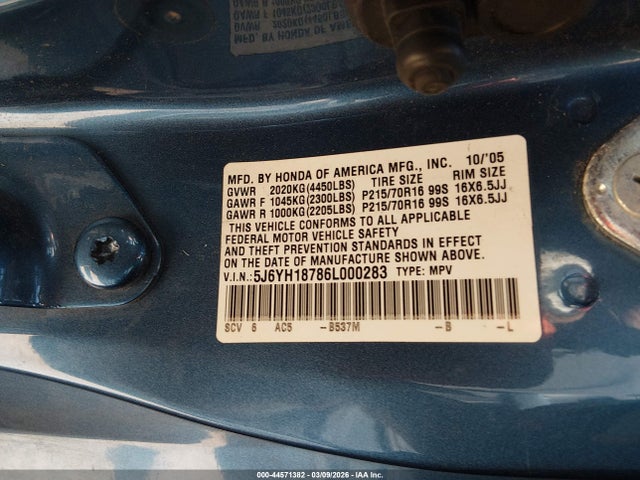 MFD. BY HONDA OF AMERICA MFG., INC. 10/'05
GVWR 2020KG(4450LBS) TIRE SIZE RIM SIZE
GAWR F 1045KG(2300LBS) P215/70R16 99S 16X6.5JJ
GAWR R 1000KG(2205LBS) P215/70R16 99S 16X6.5JJ
THIS VEHICLE CONFORMS TO ALL APPLICABLE
FEDERAL MOTOR VEHICLE SAFETY
AND THEFT PREVENTION STANDARDS IN EFFECT
ON THE DATE OF MANUFACTURE SHOWN ABOVE.
V.I.N.: 5J6YH18786L000283 TYPE: MPV
SCV 6 AC5 -B537M -B -L
000-44571382 | 03/09/2026 | IAA Inc.